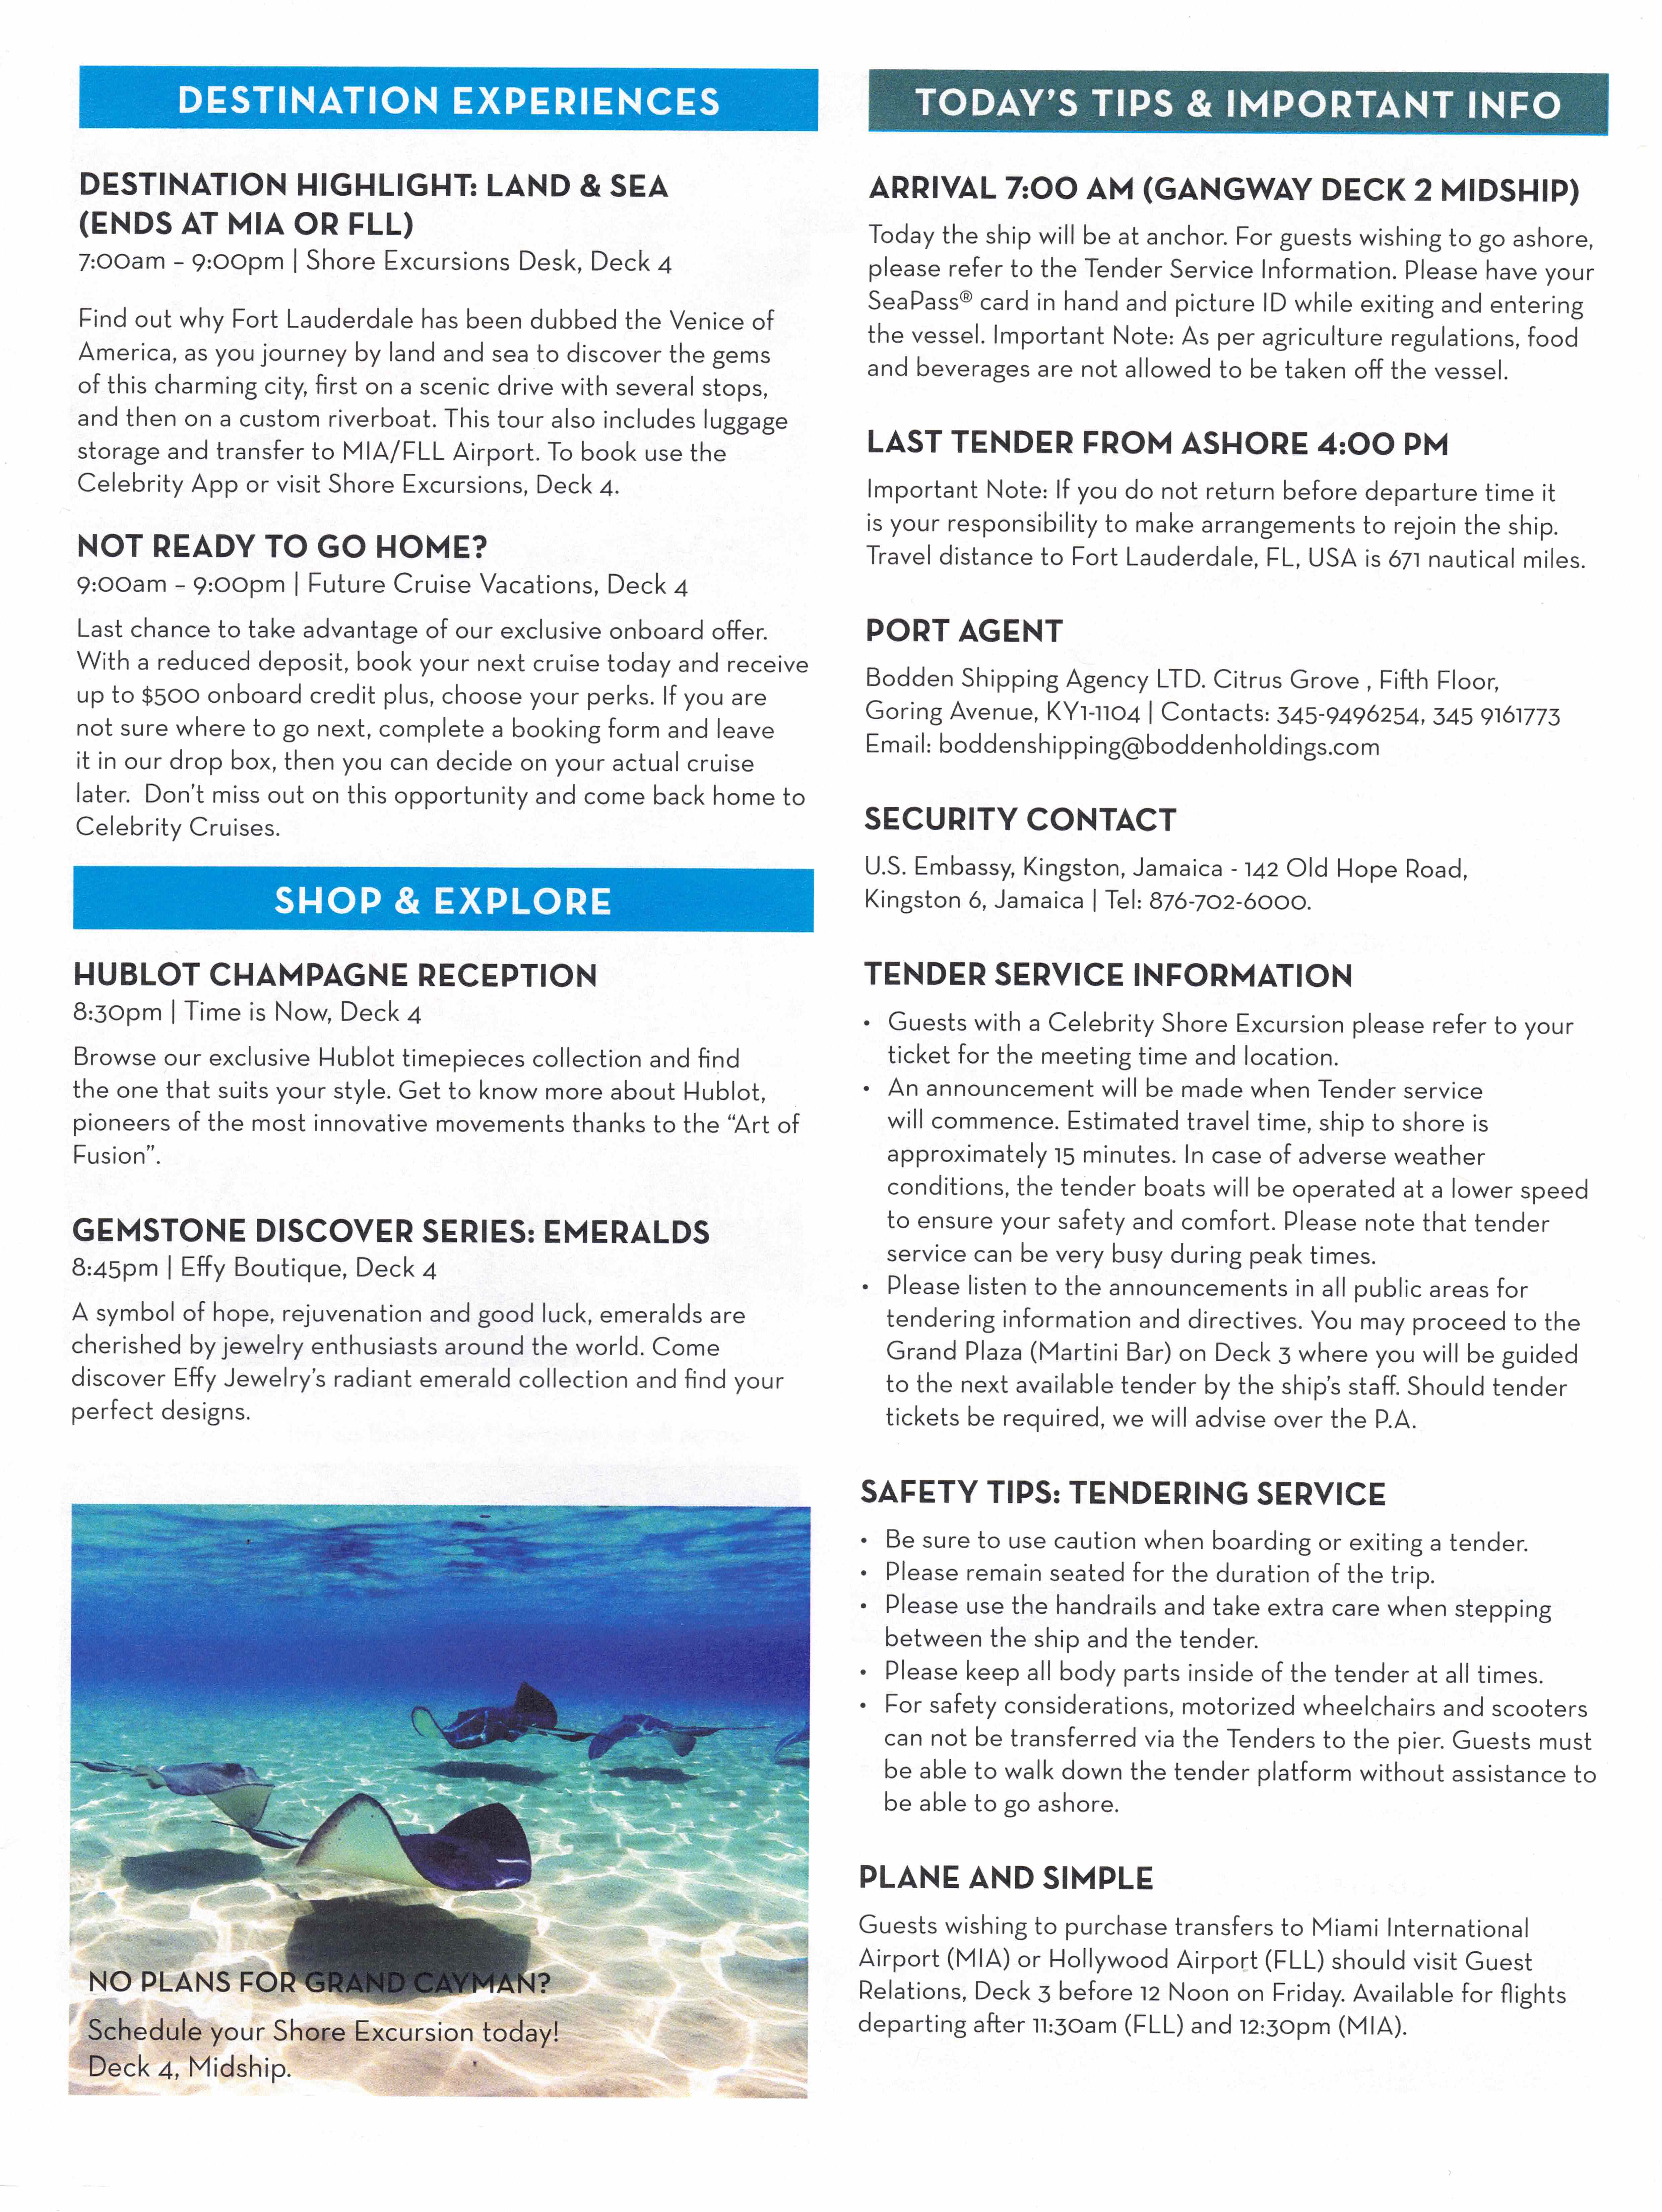 DESTINATION EXPERIENCES
DESTINATION HIGHLIGHT: LAND & SEA
(ENDS AT MIA OR FLL)
7:00am – 9:00pm | Shore Excursions Desk, Deck 4
Find out why Fort Lauderdale has been dubbed the Venice of
America, as you journey by land and sea to discover the gems
of this charming city, first on a scenic drive with several stops,
and then on a custom riverboat. This tour also includes luggage
storage and transfer to MIA/FLL Airport. To book use the
Celebrity App or visit Shore Excursions, Deck 4.
NOT READY TO GO HOME?
9:00am – 9:00pm | Future Cruise Vacations, Deck 4
Last chance to take advantage of our exclusive onboard offer.
With a reduced deposit, book your next cruise today and receive
up to $500 onboard credit plus, choose your perks. If you are
not sure where to go next, complete a booking form and leave
it in our drop box, then you can decide on your actual cruise
later. Don't miss out on this opportunity and come back home to
Celebrity Cruises.
SHOP & EXPLORE
HUBLOT CHAMPAGNE RECEPTION
8:30pm | Time is Now, Deck 4
Browse our exclusive Hublot timepieces collection and find
the one that suits your style. Get to know more about Hublot,
pioneers of the most innovative movements thanks to the “Art of
Fusion”.
GEMSTONE DISCOVER SERIES: EMERALDS
8:45pm | Effy Boutique, Deck 4
A symbol of hope, rejuvenation and good luck, emeralds are
cherished by jewelry enthusiasts around the world. Come
discover Effy Jewelry's radiant emerald collection and find your
perfect designs.
NO PLANS FOR GRAND CAYMAN?
Schedule your Shore Excursion today!
Deck 4, Midship.
TODAY'S TIPS & IMPORTANT INFO
ARRIVAL 7:00 AM (GANGWAY DECK 2 MIDSHIP)
Today the ship will be at anchor. For guests wishing to go ashore,
please refer to the Tender Service Information. Please have your
SeaPass® card in hand and picture ID while exiting and entering
the vessel. Important Note: As per agriculture regulations, food
and beverages are not allowed to be taken off the vessel.
LAST TENDER FROM ASHORE 4:00 PM
Important Note: If you do not return before departure time it
is your responsibility to make arrangements to rejoin the ship.
Travel distance to Fort Lauderdale, FL, USA is 671 nautical miles.
PORT AGENT
Bodden Shipping Agency LTD. Citrus Grove , Fifth Floor,
Goring Avenue, KY1-1104 | Contacts: 345-9496254, 345 9161773
Email: boddenshipping@boddenholdings.com
SECURITY CONTACT
U.S. Embassy, Kingston, Jamaica - 142 Old Hope Road,
Kingston 6, Jamaica | Tel: 876-702-6000.
TENDER SERVICE INFORMATION
• Guests with a Celebrity Shore Excursion please refer to your
ticket for the meeting time and location.
• An announcement will be made when Tender service
will commence. Estimated travel time, ship to shore is
approximately 15 minutes. In case of adverse weather
conditions, the tender boats will be operated at a lower speed
to ensure your safety and comfort. Please note that tender
service can be very busy during peak times.
• Please listen to the announcements in all public areas for
tendering information and directives. You may proceed to the
Grand Plaza (Martini Bar) on Deck 3 where you will be guided
to the next available tender by the ship's staff. Should tender
tickets be required, we will advise over the P.A.
SAFETY TIPS: TENDERING SERVICE
• Be sure to use caution when boarding or exiting a tender.
• Please remain seated for the duration of the trip.
• Please use the handrails and take extra care when stepping
between the ship and the tender.
• Please keep all body parts inside of the tender at all times.
• For safety considerations, motorized wheelchairs and scooters
can not be transferred via the Tenders to the pier. Guests must
be able to walk down the tender platform without assistance to
be able to go ashore.
PLANE AND SIMPLE
Guests wishing to purchase transfers to Miami International
Airport (MIA) or Hollywood Airport (FLL) should visit Guest
Relations, Deck 3 before 12 Noon on Friday. Available for flights
departing after 11:30am (FLL) and 12:30pm (MIA).